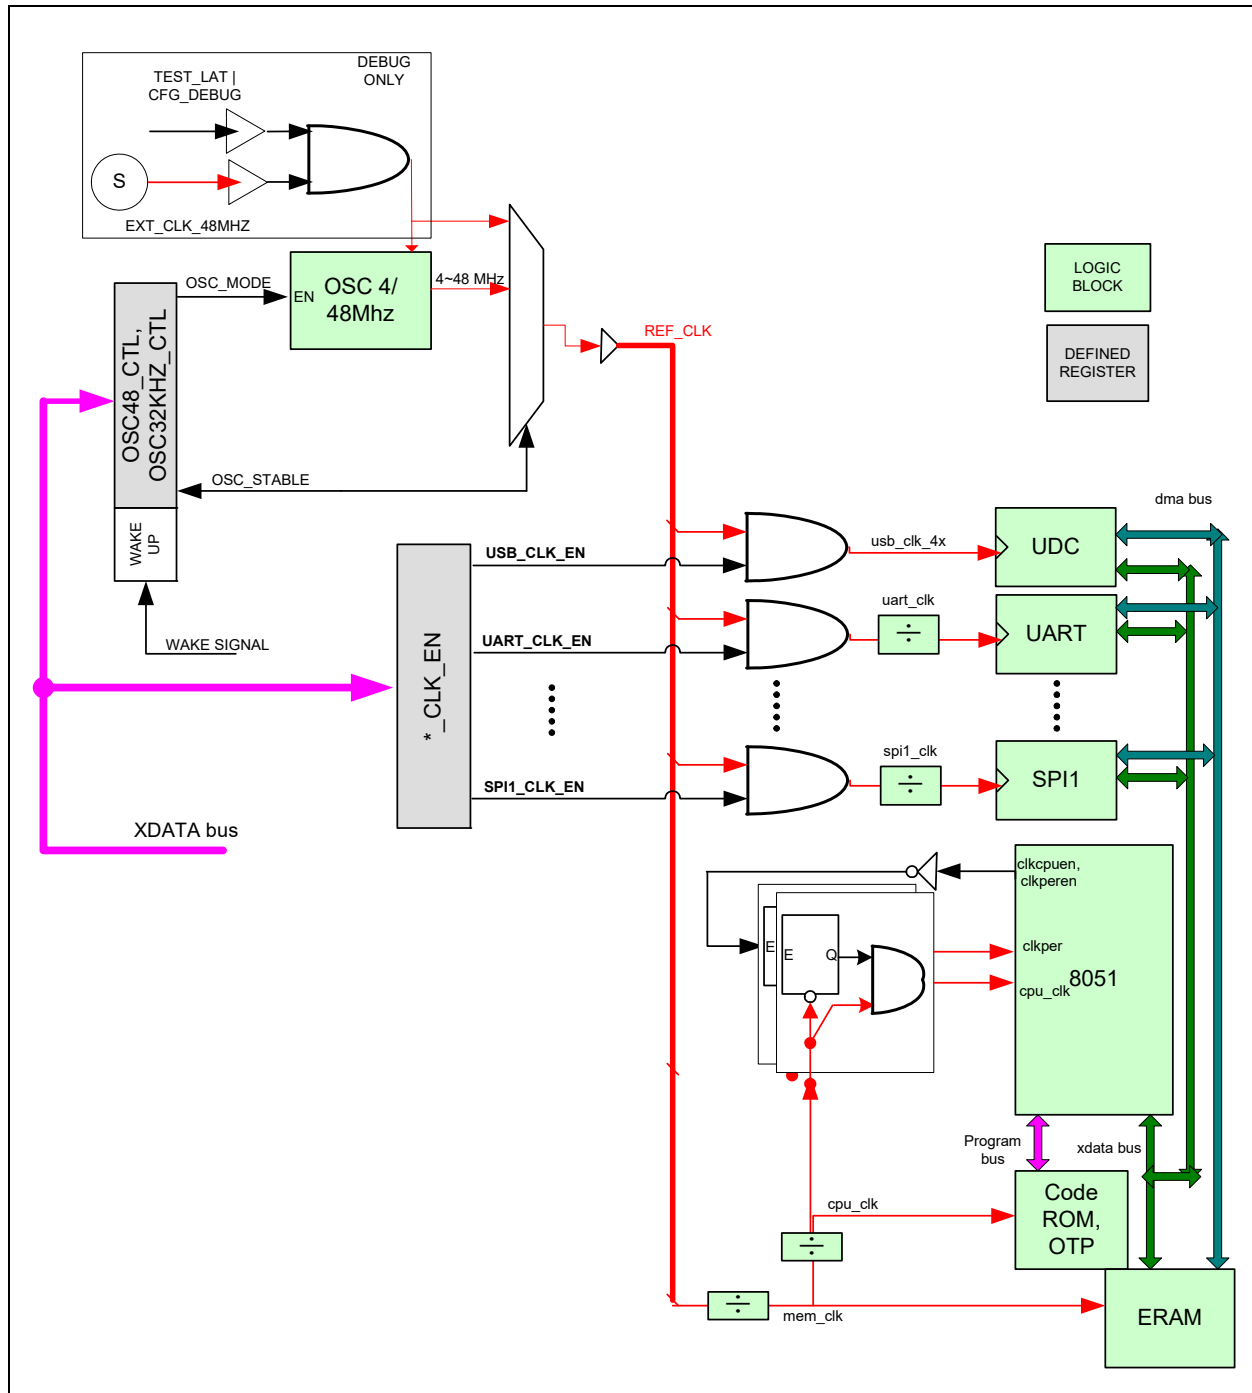 DEBUG
ONLY
TEST_LAT |
CFG_DEBUG
S
EXT_CLK_48MHZ
OSC_MODE
EN
OSC 4/
48Mhz
4~48 MHz
REF_CLK
LOGIC
BLOCK
DEFINED
REGISTER
OSC48_CTL,
OSC32KHZ_CTL
WAKE
UP
OSC_STABLE
WAKE SIGNAL
*_CLK_EN
USB_CLK_EN
UART_CLK_EN
SPI1_CLK_EN
XDATA bus
usb_clk_4x
uart_clk
÷
spi1_clk
÷
UDC
UART
SPI1
dma bus
clkcpuen,
clkperen
E
E
Q
clkper
cpu_clk
8051
Program
bus
xdata bus
cpu_clk
÷
Code
ROM,
OTP
÷
mem_clk
ERAM